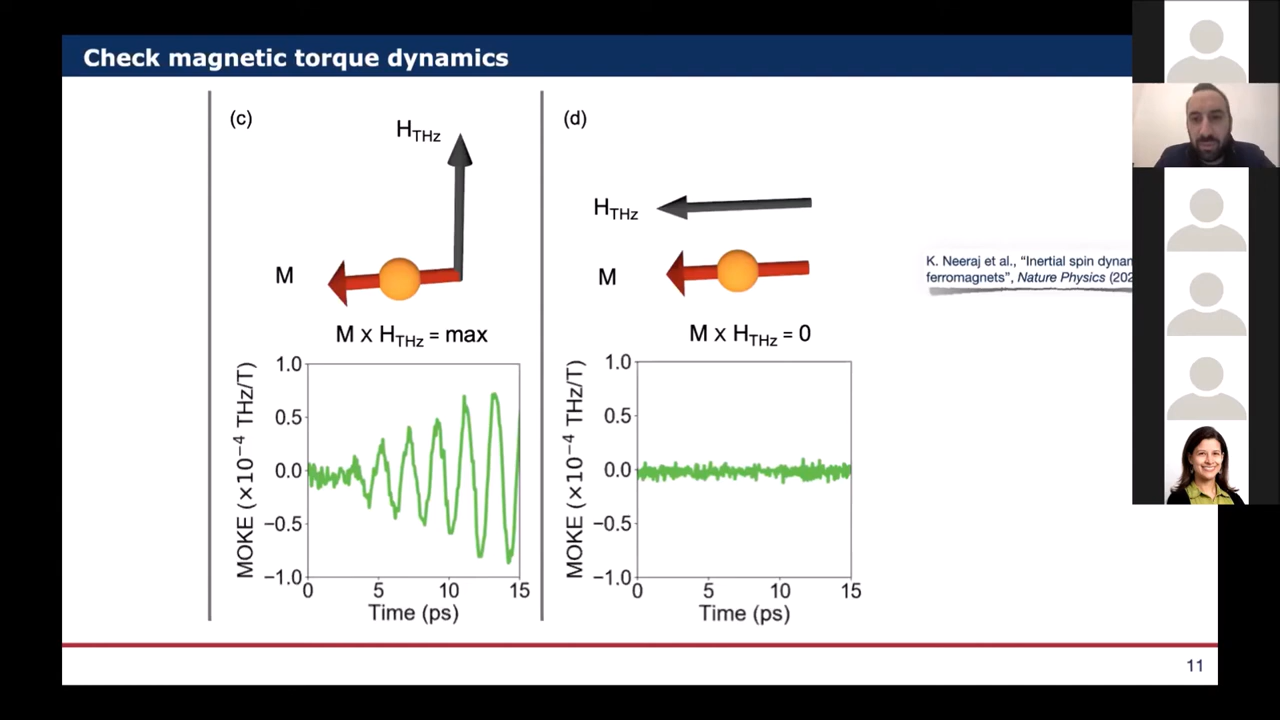 Check magnetic torque dynamics
(c)
H_THz
M
M x H_THz = max
MOKE (×10⁻⁴ THz/T)
1.0
0.5
0.0
−0.5
−1.0
0 5 10 15
Time (ps)
(d)
H_THz
M
M x H_THz = 0
MOKE (×10⁻⁴ THz/T)
1.0
0.5
0.0
−0.5
−1.0
0 5 10 15
Time (ps)
K. Neeraj et al., “Inertial spin
ferromagnets”, Nature Physics
11